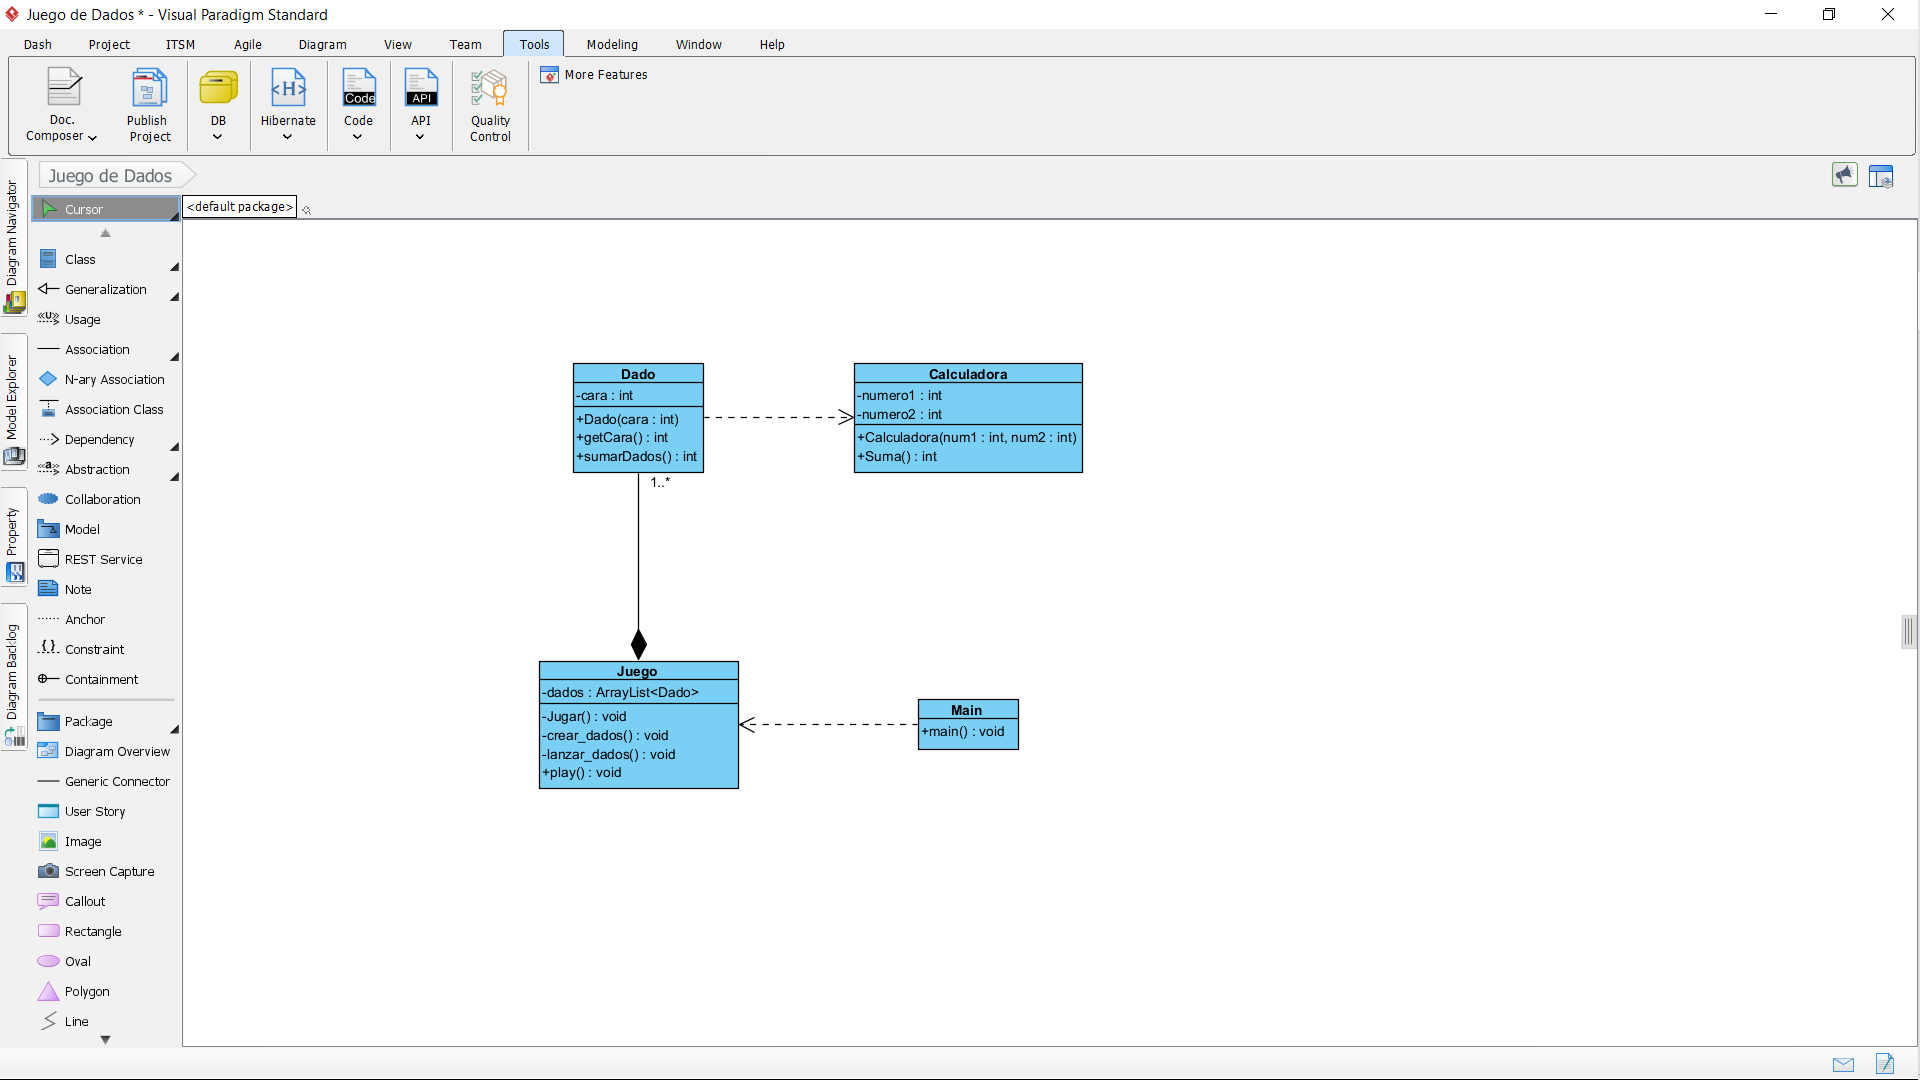 Juego de Dados * - Visual Paradigm Standard
Dash Project ITSM Agile Diagram View Team Tools Modeling Window Help
Doc. Composer
Publish Project
DB
Hibernate
<H>
Code
Code
API
API
Quality Control
More Features
Juego de Dados
Diagram Navigator
Model Explorer
Property
Diagram Backlog
<default package>
Cursor
Class
Generalization
«U» Usage
Association
N-ary Association
Association Class
Dependency
«a» Abstraction
Collaboration
Model
REST Service
Note
Anchor
{.} Constraint
Containment
Package
Diagram Overview
Generic Connector
User Story
Image
Screen Capture
Callout
Rectangle
Oval
Polygon
Line
Dado
-cara : int
+Dado(cara : int)
+getCara() : int
+sumarDados() : int
1..*
Calculadora
-numero1 : int
-numero2 : int
+Calculadora(num1 : int, num2 : int)
+Suma() : int
Juego
-dados : ArrayList<Dado>
-Jugar() : void
-crear_dados() : void
-lanzar_dados() : void
+play() : void
Main
+main() : void